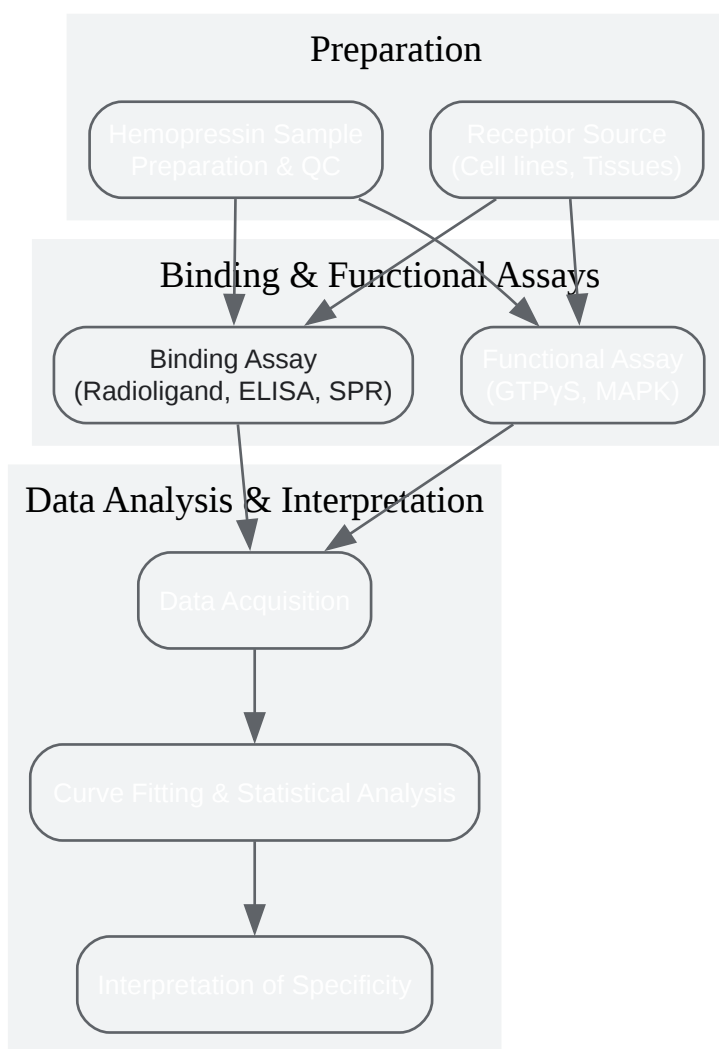 Preparation
Hemopressin Sample
Preparation & QC
Receptor Source
(Cell lines, Tissues)
Binding & Functional Assays
Binding Assay
(Radioligand, ELISA, SPR)
Functional Assay
(GTPγS, MAPK)
Data Analysis & Interpretation
Data Acquisition
Curve Fitting & Statistical Analysis
Interpretation of Specificity